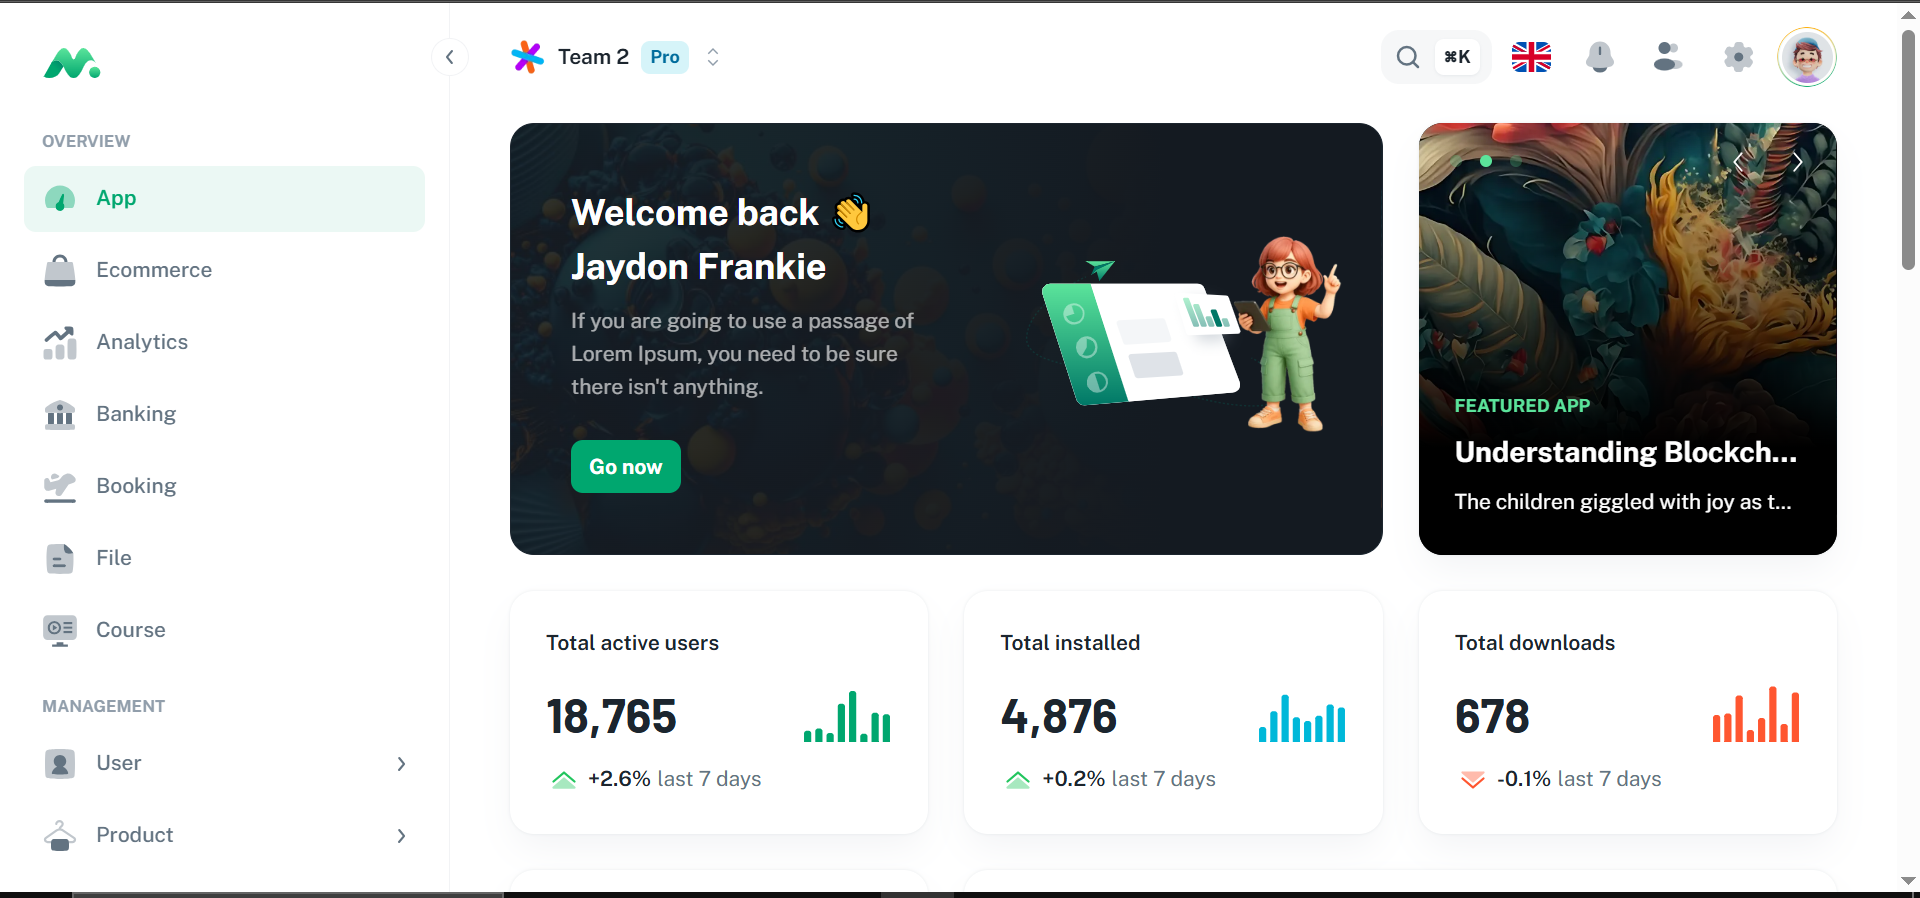 Team 2 Pro
⌘K
OVERVIEW
App
Ecommerce
Analytics
Banking
Booking
File
Course
MANAGEMENT
User
Product
Welcome back 👋
Jaydon Frankie
If you are going to use a passage of
Lorem Ipsum, you need to be sure
there isn't anything.
Go now
FEATURED APP
Understanding Blockch...
The children giggled with joy as t...
Total active users
18,765
+2.6% last 7 days
Total installed
4,876
+0.2% last 7 days
Total downloads
678
-0.1% last 7 days